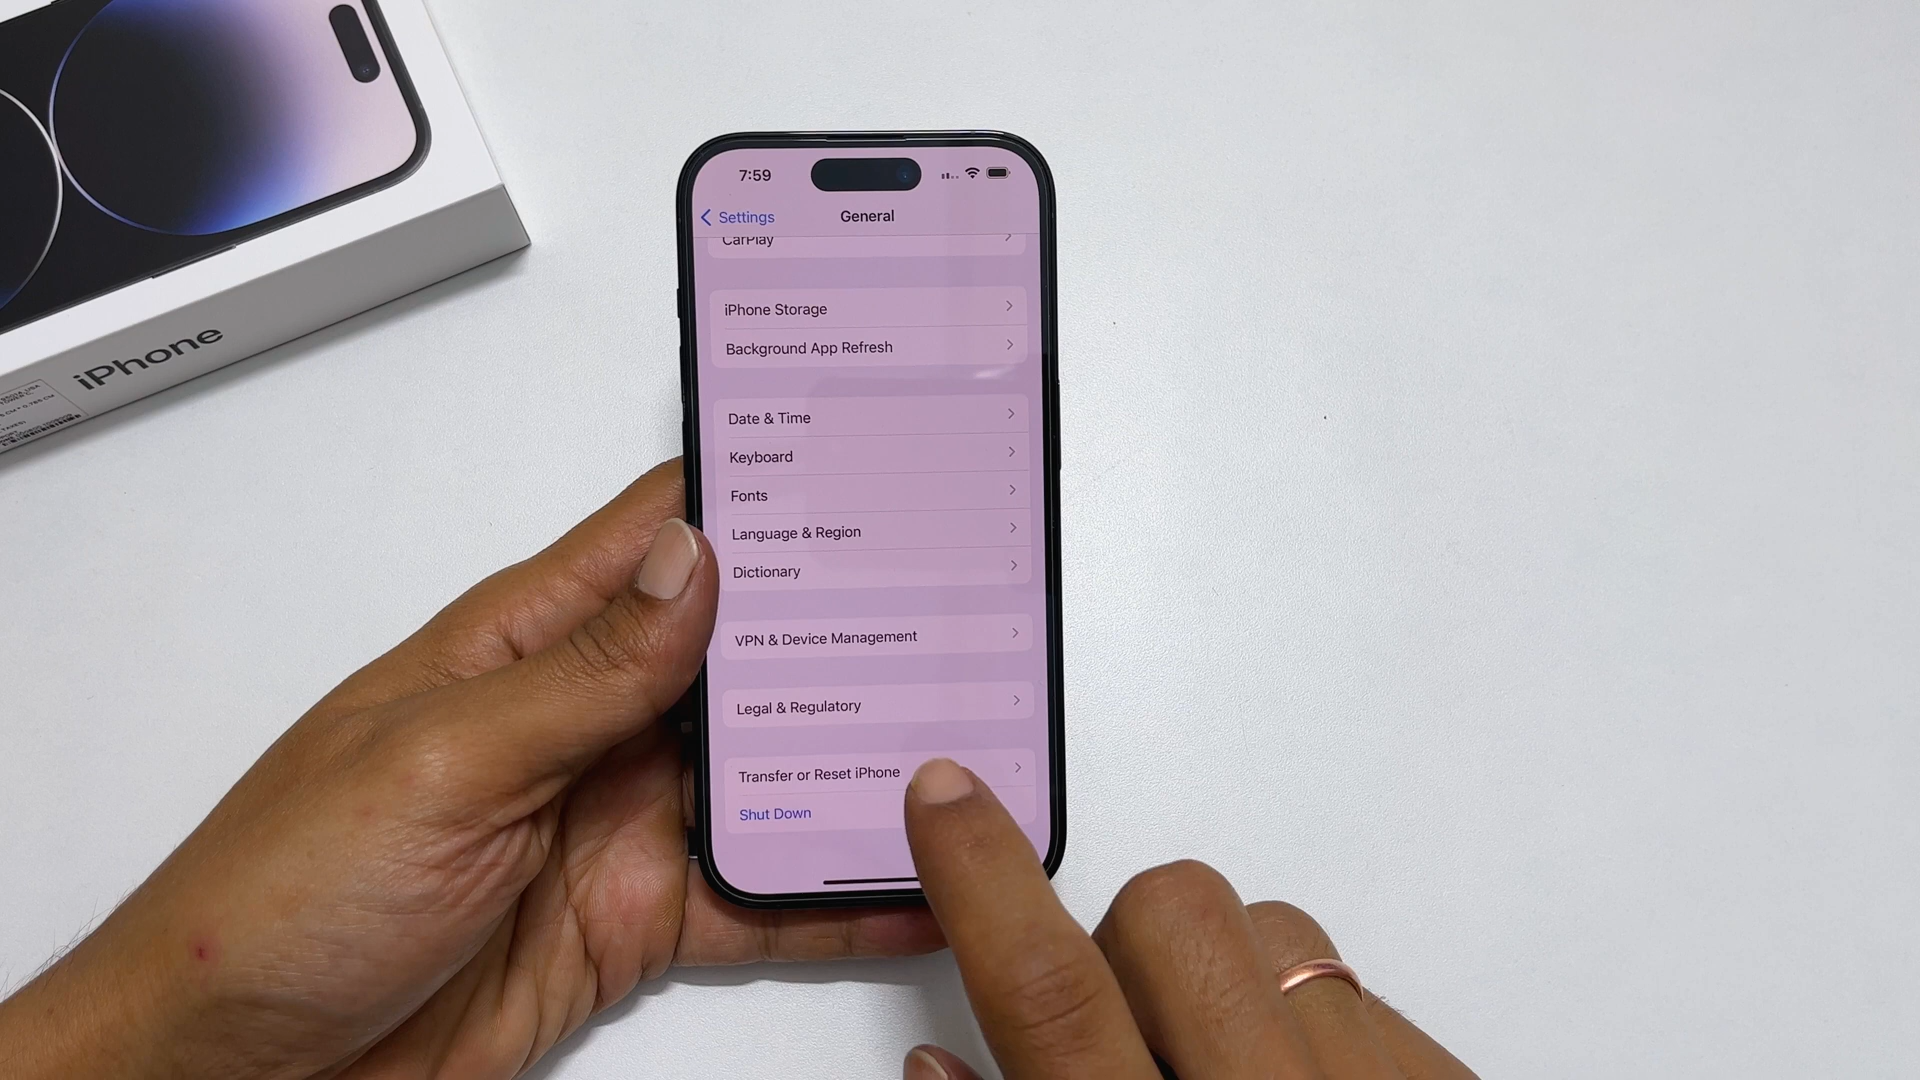 7:59
Settings
General
CarPlay
iPhone Storage
Background App Refresh
Date & Time
Keyboard
Fonts
Language & Region
Dictionary
VPN & Device Management
Legal & Regulatory
Transfer or Reset iPhone
Shut Down
iPhone